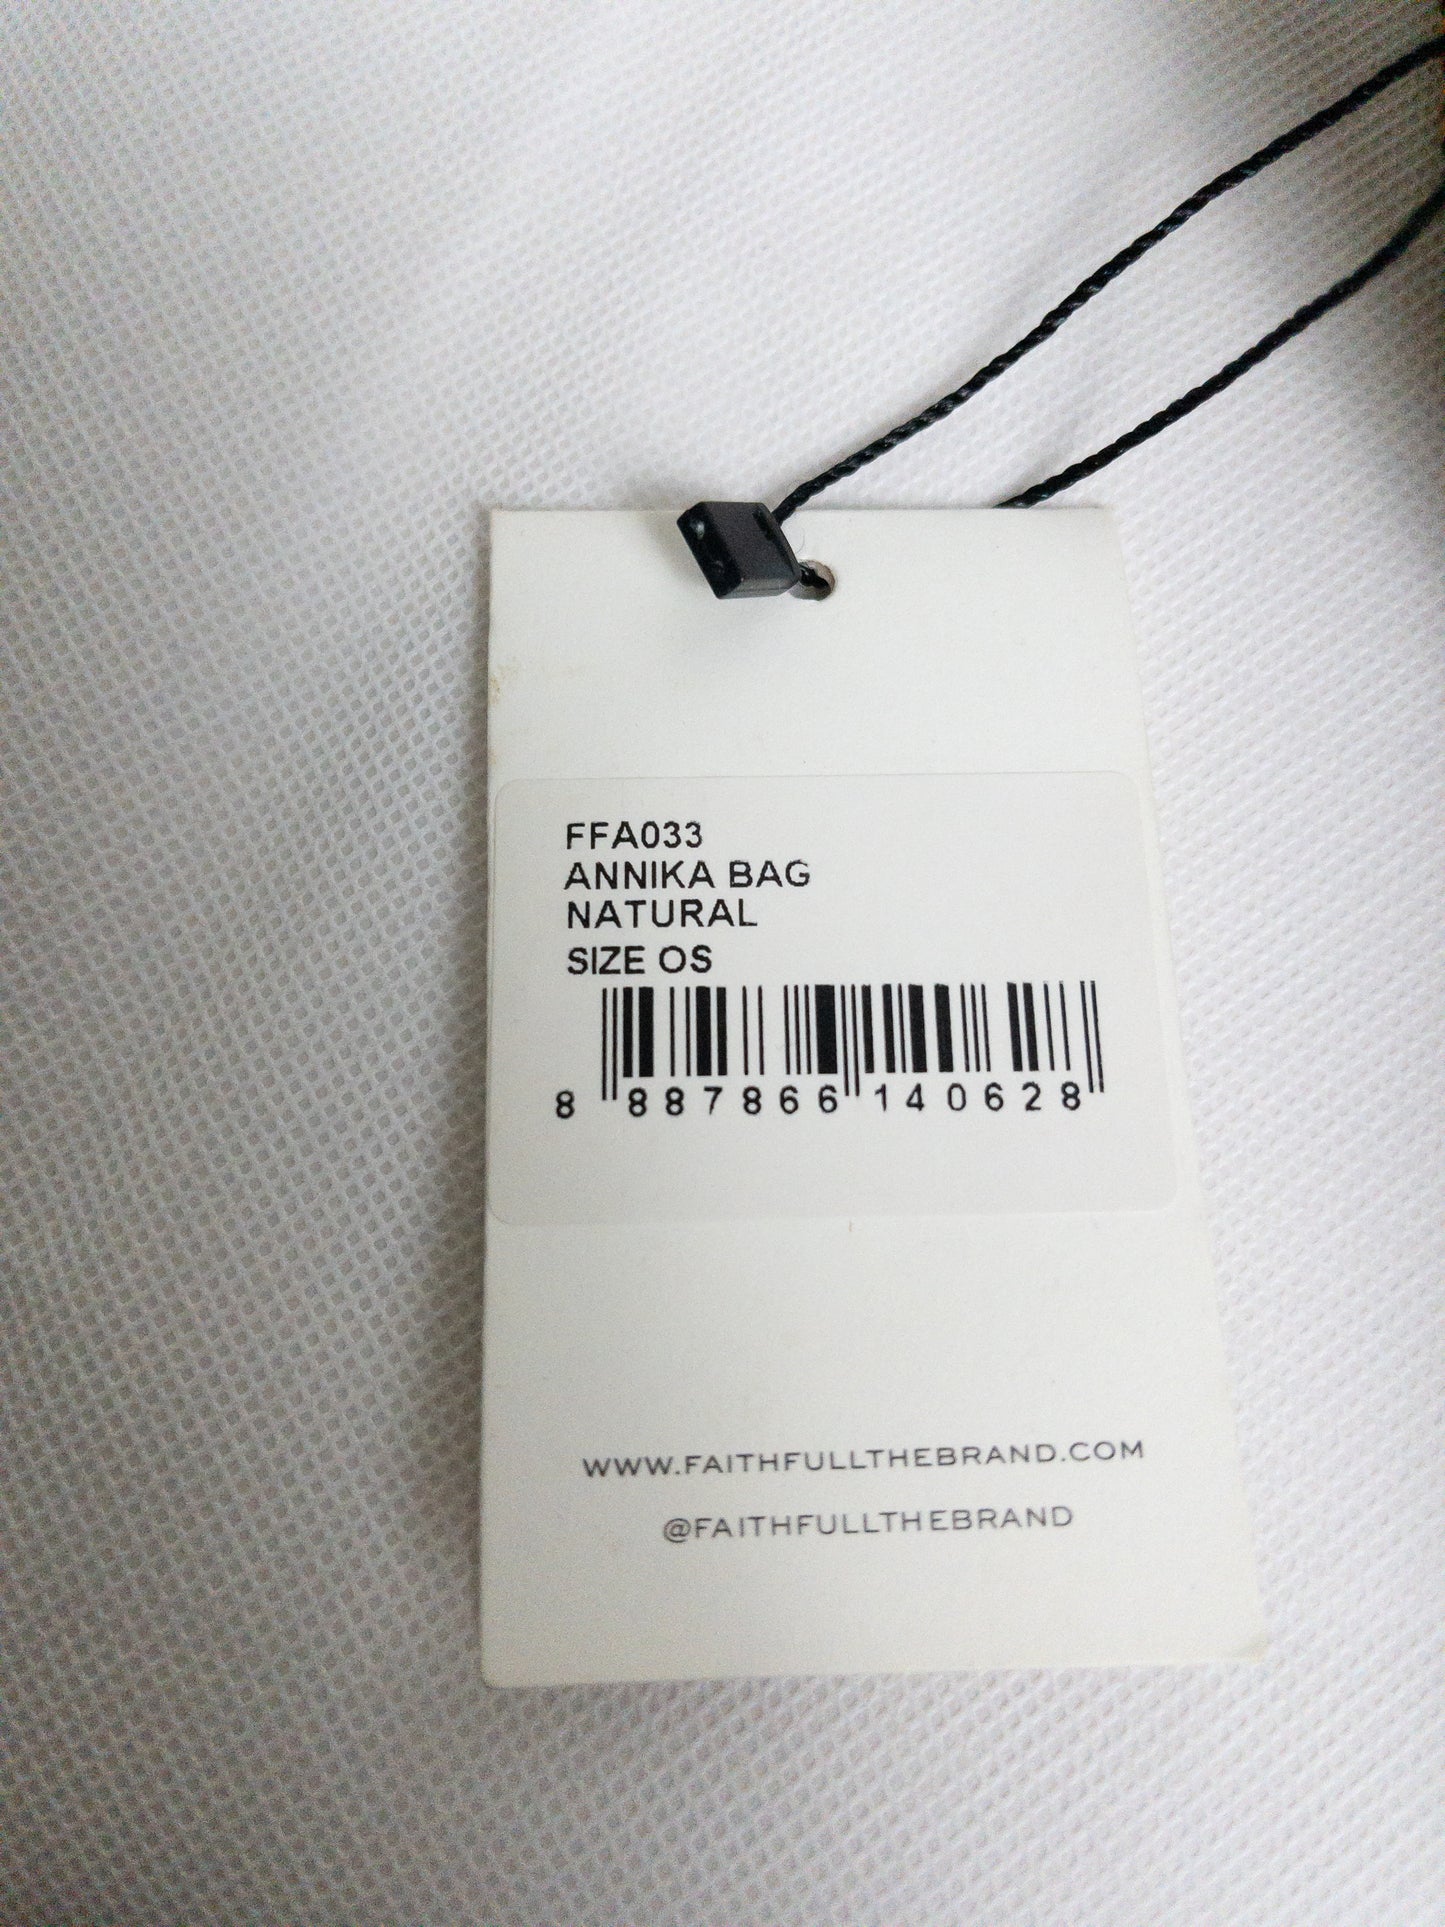 FFA033
ANNIKA BAG
NATURAL
SIZE OS
8 887866 140628
WWW.FAITHFULLTHEBRAND.COM
@FAITHFULLTHEBRAND